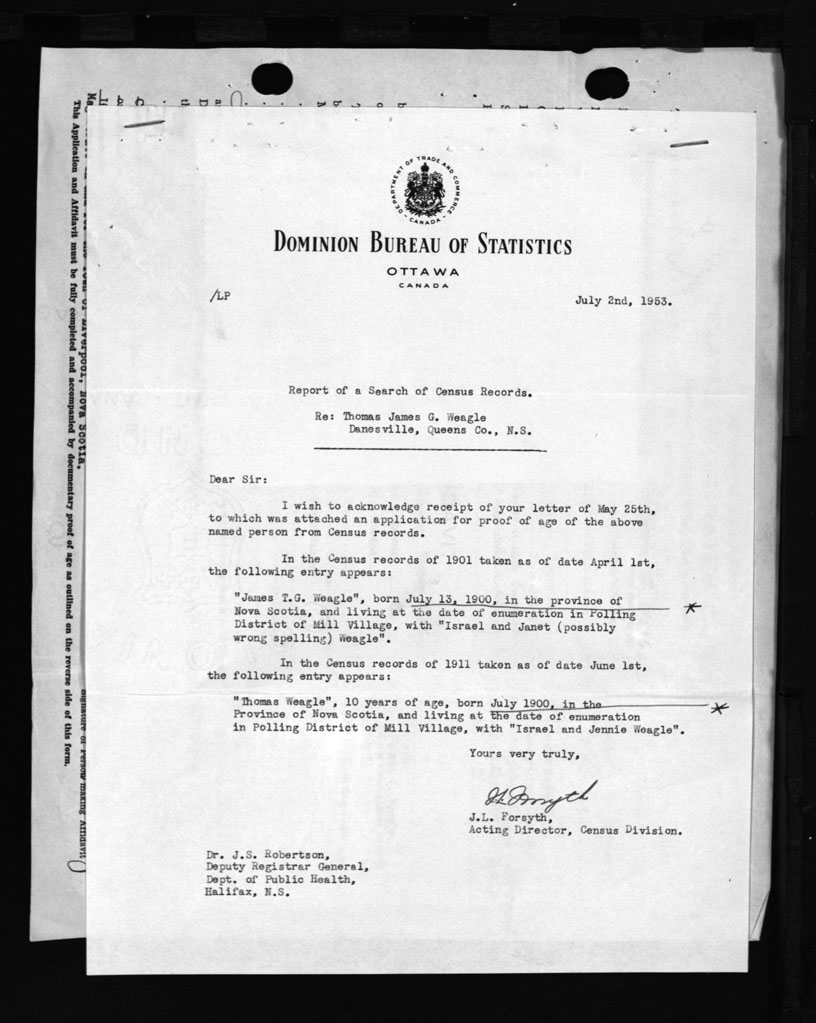 DEPARTMENT OF TRADE AND COMMERCE
CANADA
DOMINION BUREAU OF STATISTICS
OTTAWA
CANADA
/LP
July 2nd, 1953.
Report of a Search of Census Records.
Re: Thomas James G. Weagle
Danesville, Queens Co., N.S.
Dear Sir:
I wish to acknowledge receipt of your letter of May 25th,
to which was attached an application for proof of age of the above
named person from Census records.
In the Census records of 1901 taken as of date April 1st,
the following entry appears:
"James T.G. Weagle", born July 13, 1900, in the province of
Nova Scotia, and living at the date of enumeration in Polling
District of Mill Village, with "Israel and Janet (possibly
wrong spelling) Weagle".
In the Census records of 1911 taken as of date June 1st,
the following entry appears:
"Thomas Weagle", 10 years of age, born July 1900, in the
Province of Nova Scotia, and living at the date of enumeration
in Polling District of Mill Village, with "Israel and Jennie Weagle".
Yours very truly,
JL Forsyth
J.L. Forsyth,
Acting Director, Census Division.
Dr. J.S. Robertson,
Deputy Registrar General,
Dept. of Public Health,
Halifax, N.S.
This Application and Affidavit must be fully completed and accompanied by documentary proof of age as outlined on the reverse side of this form.
Liverpool, Nova Scotia.
Signature of Person making Affidavit